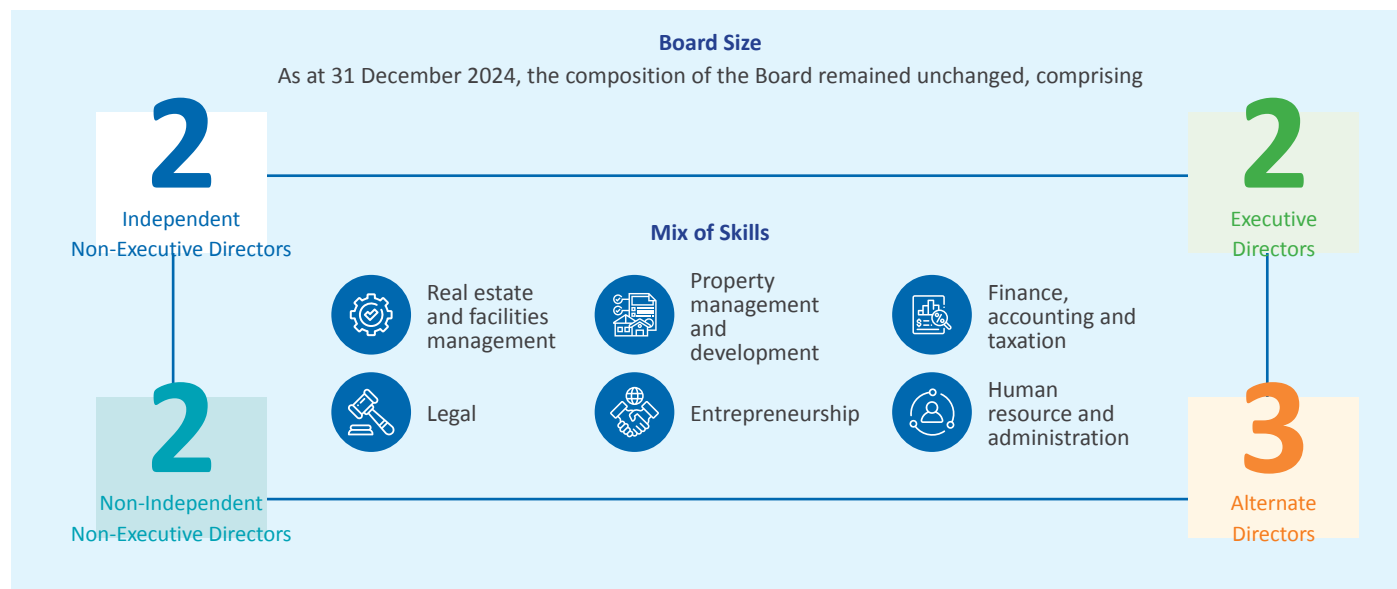 Board Size
As at 31 December 2024, the composition of the Board remained unchanged, comprising
2
Independent
Non-Executive Directors
2
Executive
Directors
Mix of Skills
Real estate
and facilities
management
Property
management
and
development
Finance,
accounting and
taxation
Legal
Entrepreneurship
Human
resource and
administration
2
Non-Independent
Non-Executive Directors
3
Alternate
Directors